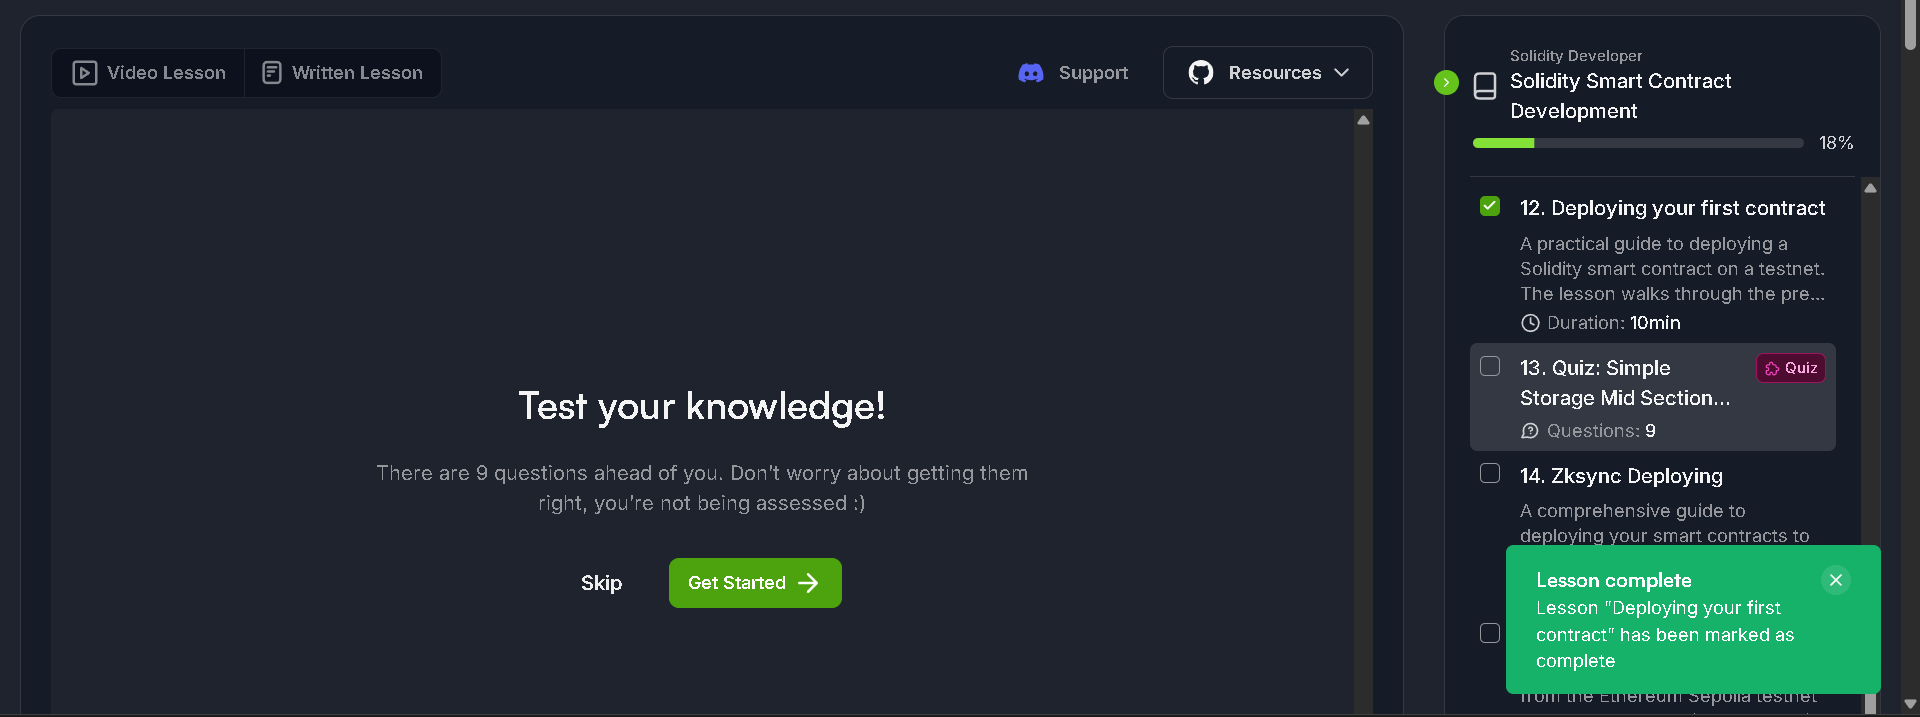 Video Lesson
Written Lesson
Support
Resources
Test your knowledge!
There are 9 questions ahead of you. Don't worry about getting them
right, you're not being assessed :)
Skip
Get Started
Solidity Developer
Solidity Smart Contract
Development
18%
12. Deploying your first contract
A practical guide to deploying a
Solidity smart contract on a testnet.
The lesson walks through the pre...
Duration: 10min
13. Quiz: Simple
Storage Mid Section...
Quiz
Questions: 9
14. Zksync Deploying
A comprehensive guide to
deploying your smart contracts to
Lesson complete
Lesson "Deploying your first
contract" has been marked as
complete
from the Ethereum Sepolia testnet